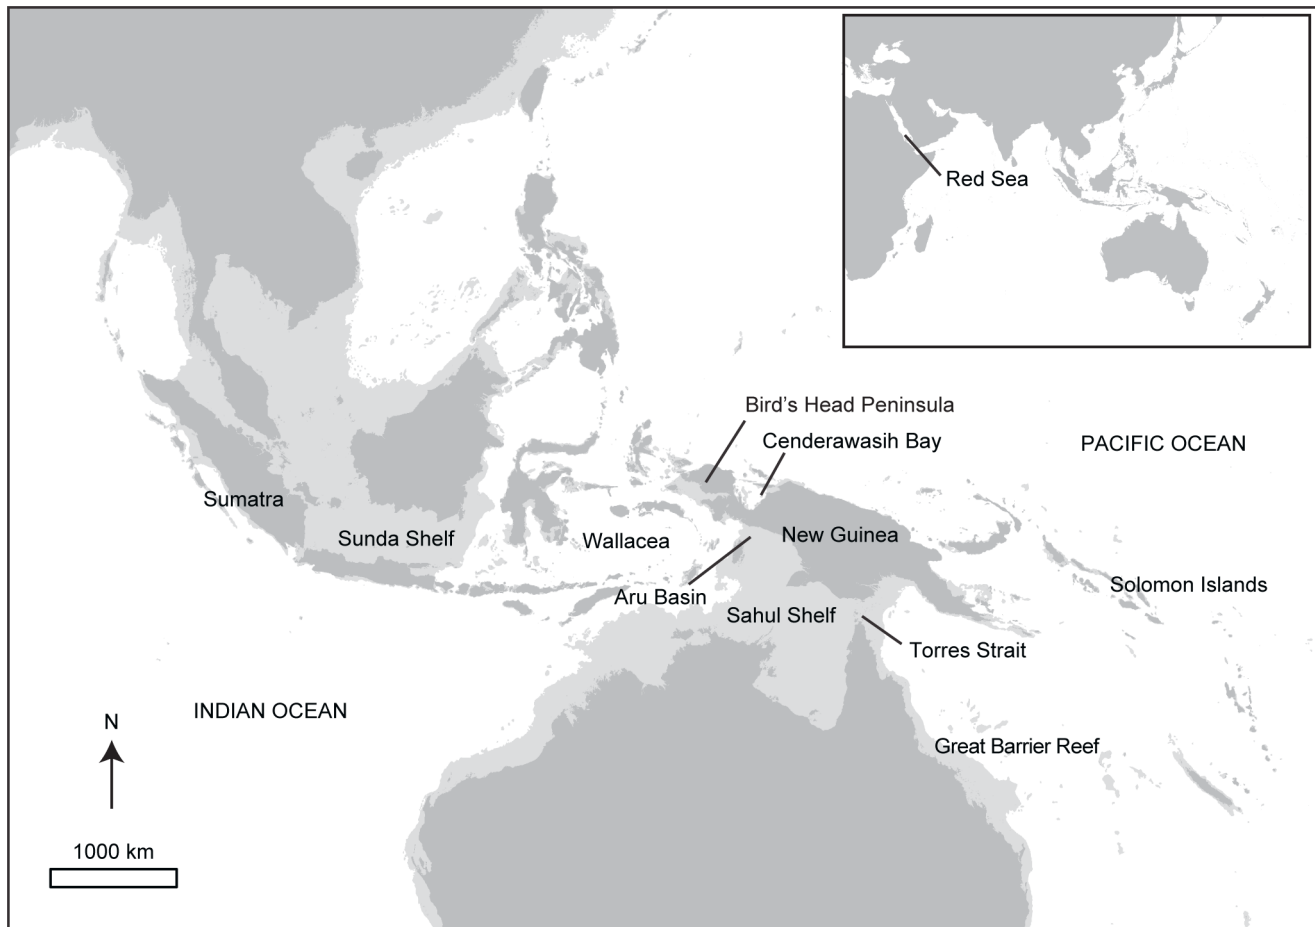 Red Sea
Bird’s Head Peninsula
Cenderawasih Bay
PACIFIC OCEAN
Sumatra
Sunda Shelf
Wallacea
New Guinea
Aru Basin
Solomon Islands
Sahul Shelf
Torres Strait
INDIAN OCEAN
N
Great Barrier Reef
1000 km